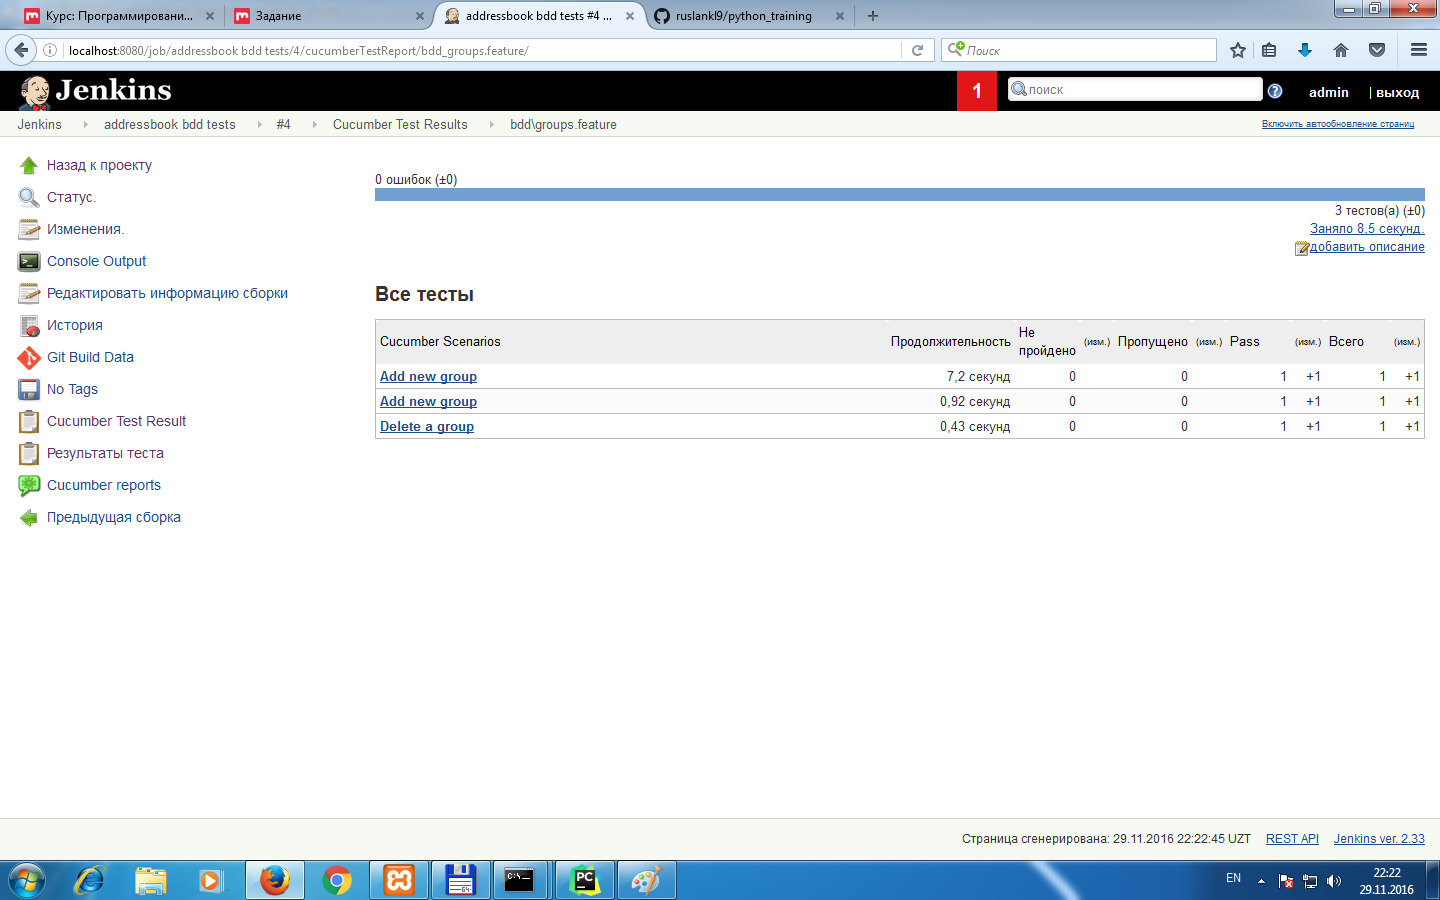 Курс: Программировани...
Задание
addressbook bdd tests #4 ...
ruslankl9/python_training
localhost:8080/job/addressbook bdd tests/4/cucumberTestReport/bdd_groups.feature/
Поиск
Jenkins
1
поиск
admin
| выход
Jenkins
addressbook bdd tests
#4
Cucumber Test Results
bdd\groups.feature
Включить автообновление страниц
Назад к проекту
Статус.
Изменения.
Console Output
Редактировать информацию сборки
История
Git Build Data
No Tags
Cucumber Test Result
Результаты теста
Cucumber reports
Предыдущая сборка
0 ошибок (±0)
3 тестов(а) (±0)
Заняло 8,5 секунд.
добавить описание
Все тесты
Cucumber Scenarios Продолжительность Не пройдено (изм.) Пропущено (изм.) Pass (изм.) Всего (изм.)
Add new group 7,2 секунд 0 0 1 +1 1 +1
Add new group 0,92 секунд 0 0 1 +1 1 +1
Delete a group 0,43 секунд 0 0 1 +1 1 +1
Страница сгенерирована: 29.11.2016 22:22:45 UZT REST API Jenkins ver. 2.33
EN
22:22
29.11.2016